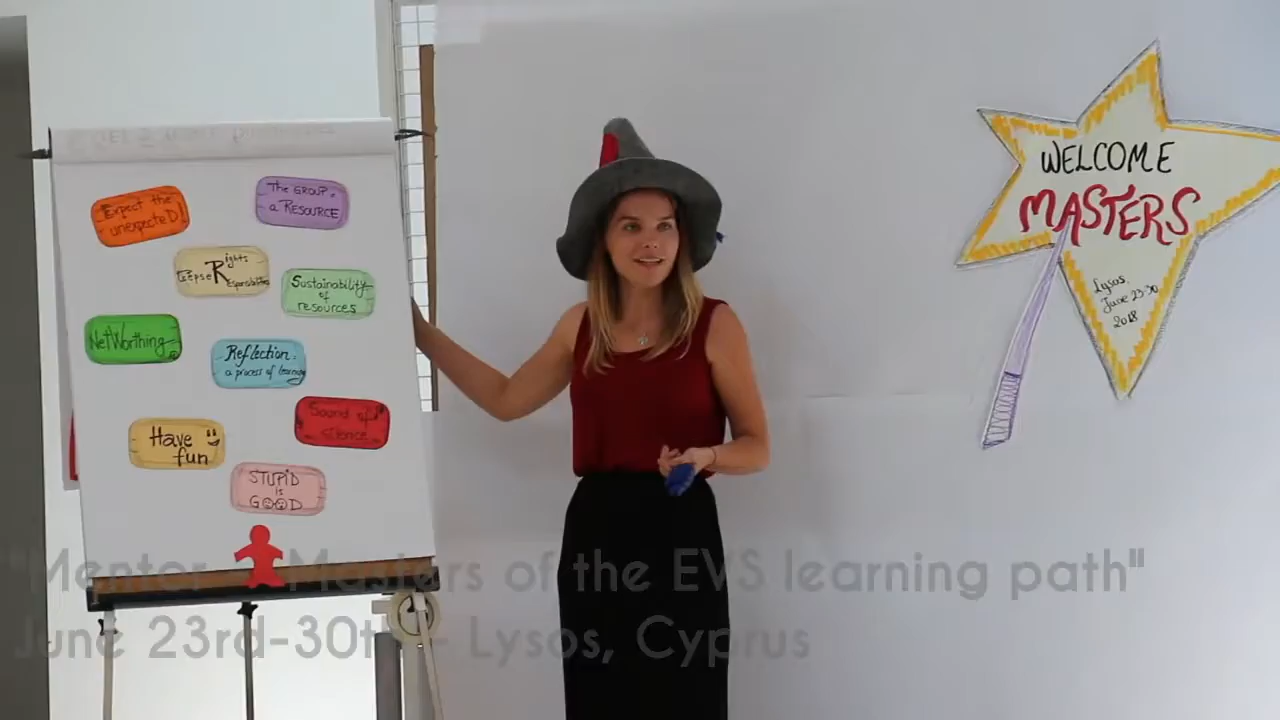 Expect the
unexpecteD!
The GROUP :
a RESOURCE
Rights
Responsibilities
Sustainability
of
resources
NetWorthing
Reflection :
a process of learning
Sound of
science
Have
fun
STUPiD
is
GOOD
WELCOME
MASTERS
Lysos,
June 23-30
2018
"Mentor - Masters of the EVS learning path"
June 23rd-30th - Lysos, Cyprus